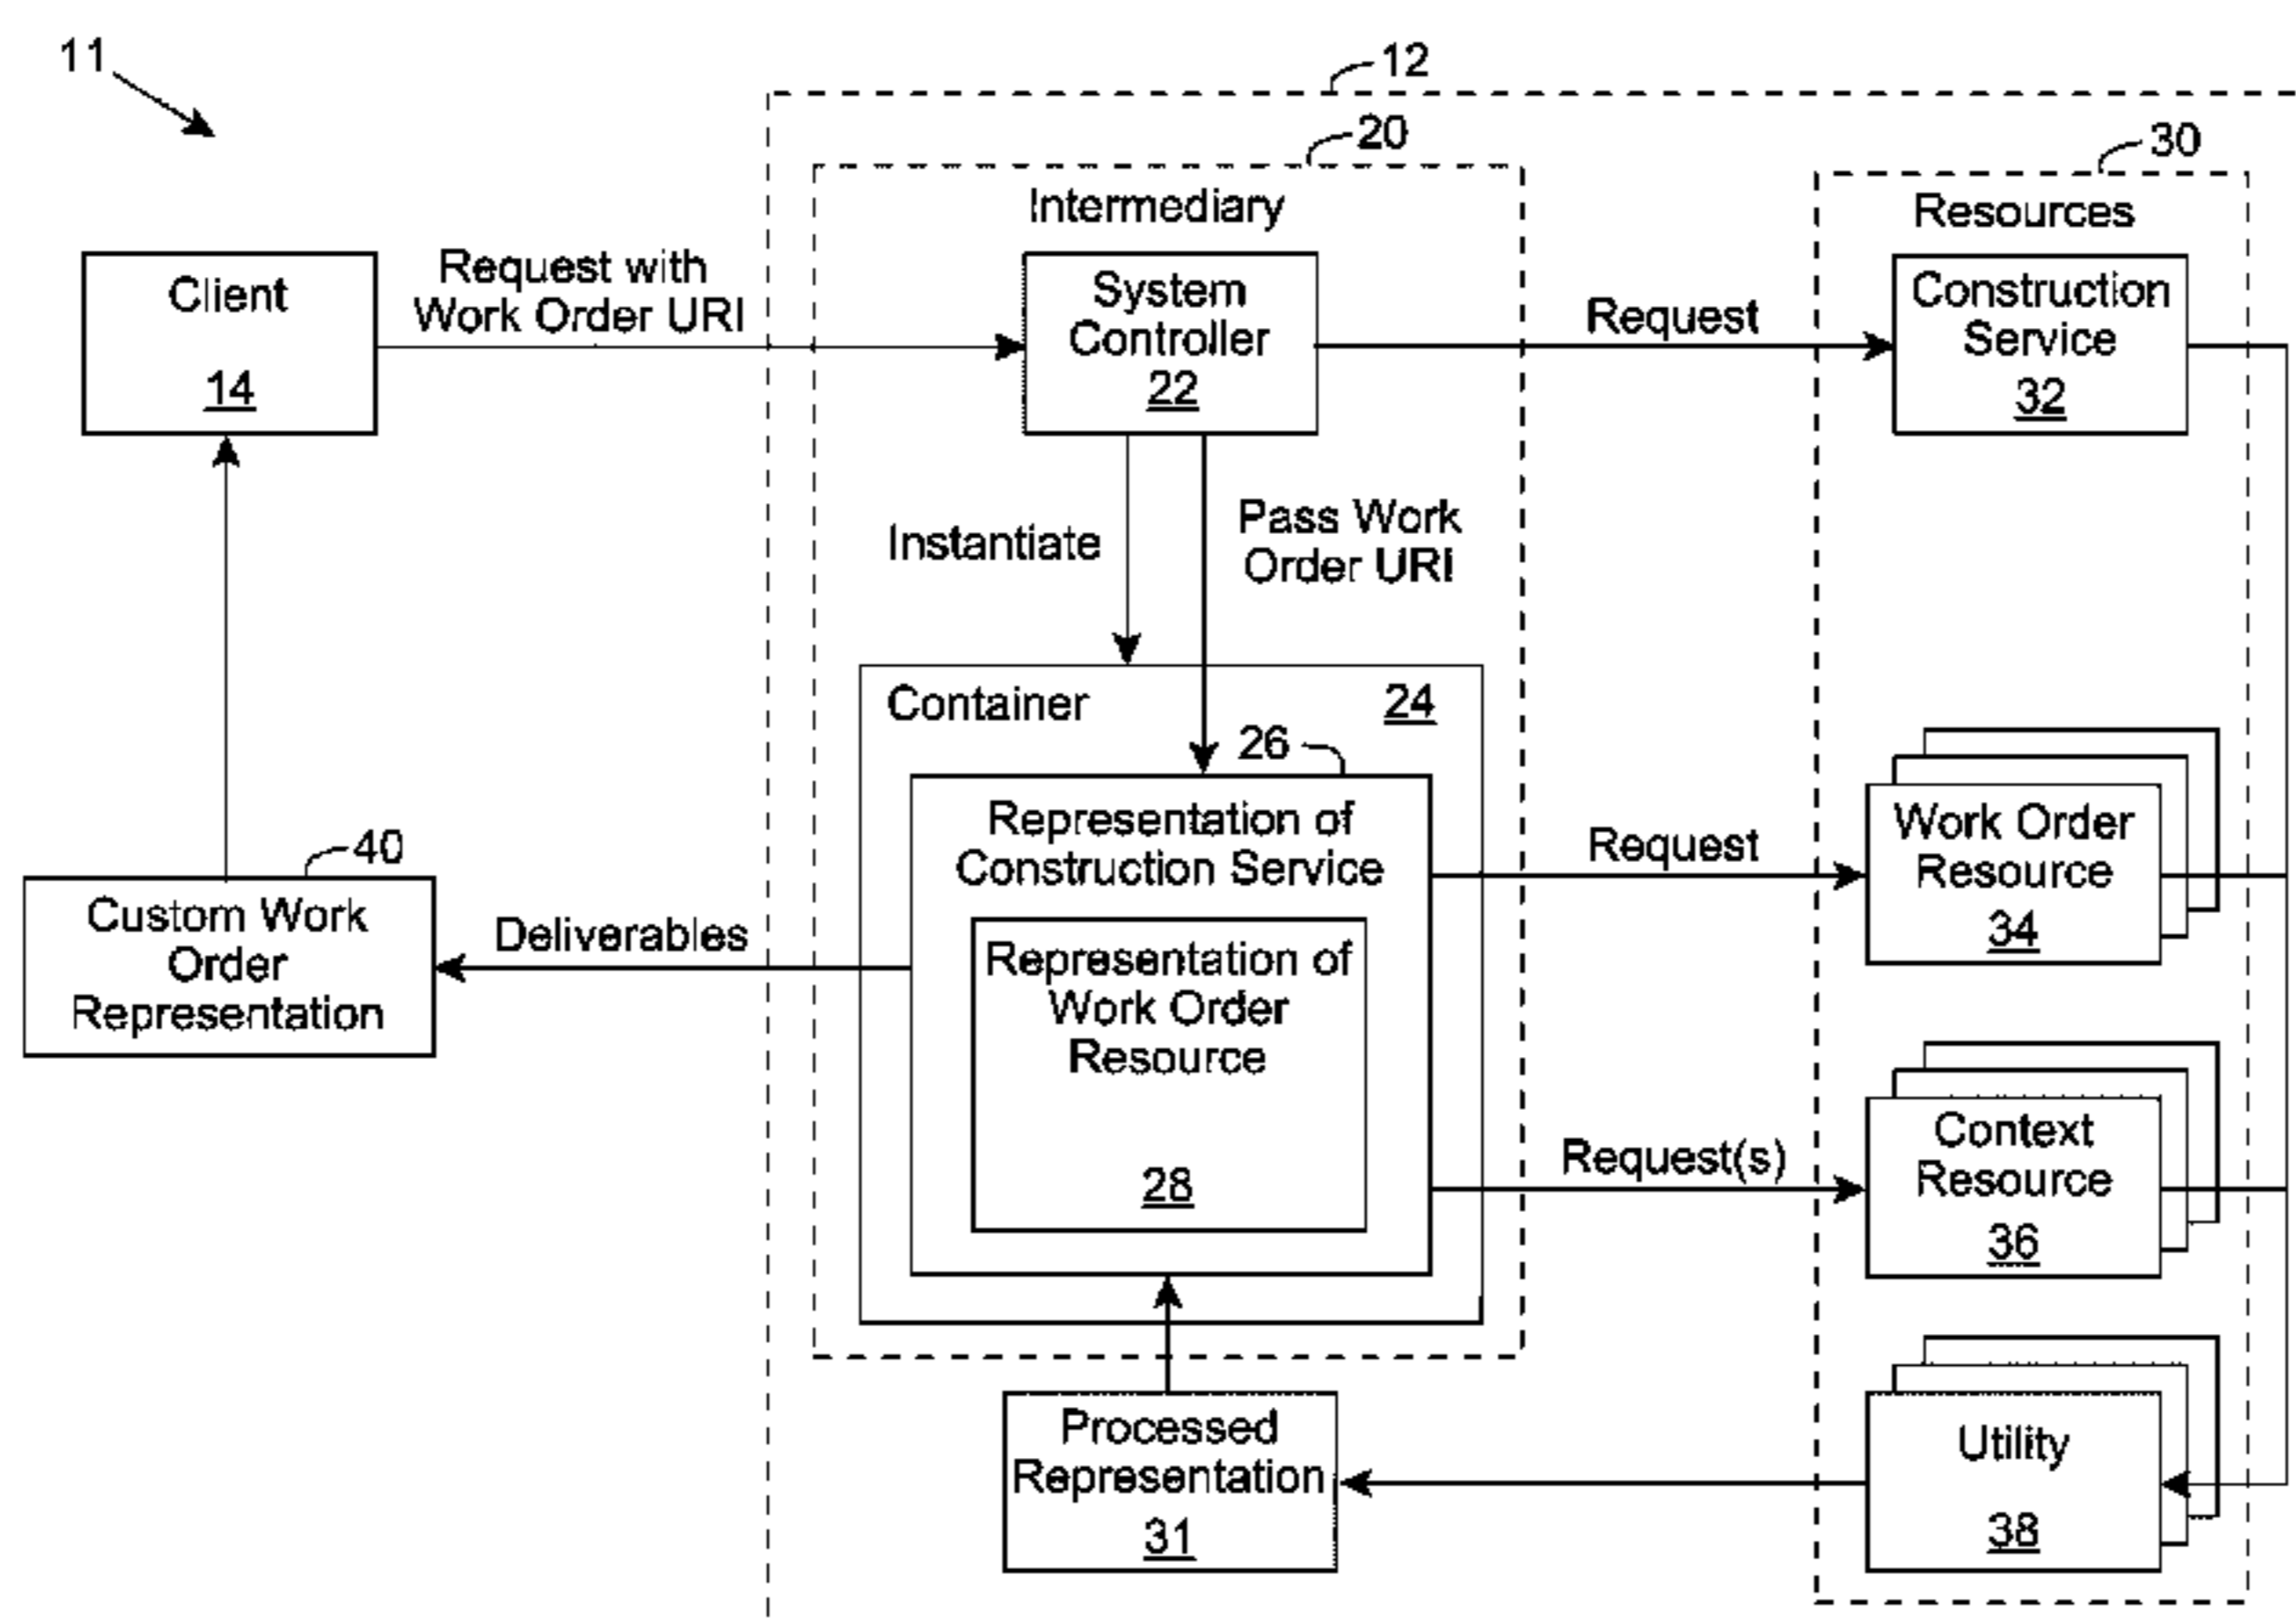 11
12
20
30
Intermediary
Resources
Client
14
Request with
Work Order URI
System
Controller
22
Request
Construction
Service
32
Instantiate
Pass Work
Order URI
Container
24
26
Representation of
Construction Service
Request
Work Order
Resource
34
40
Custom Work
Order
Representation
Deliverables
Representation of
Work Order
Resource
28
Request(s)
Context
Resource
36
Processed
Representation
31
Utility
38